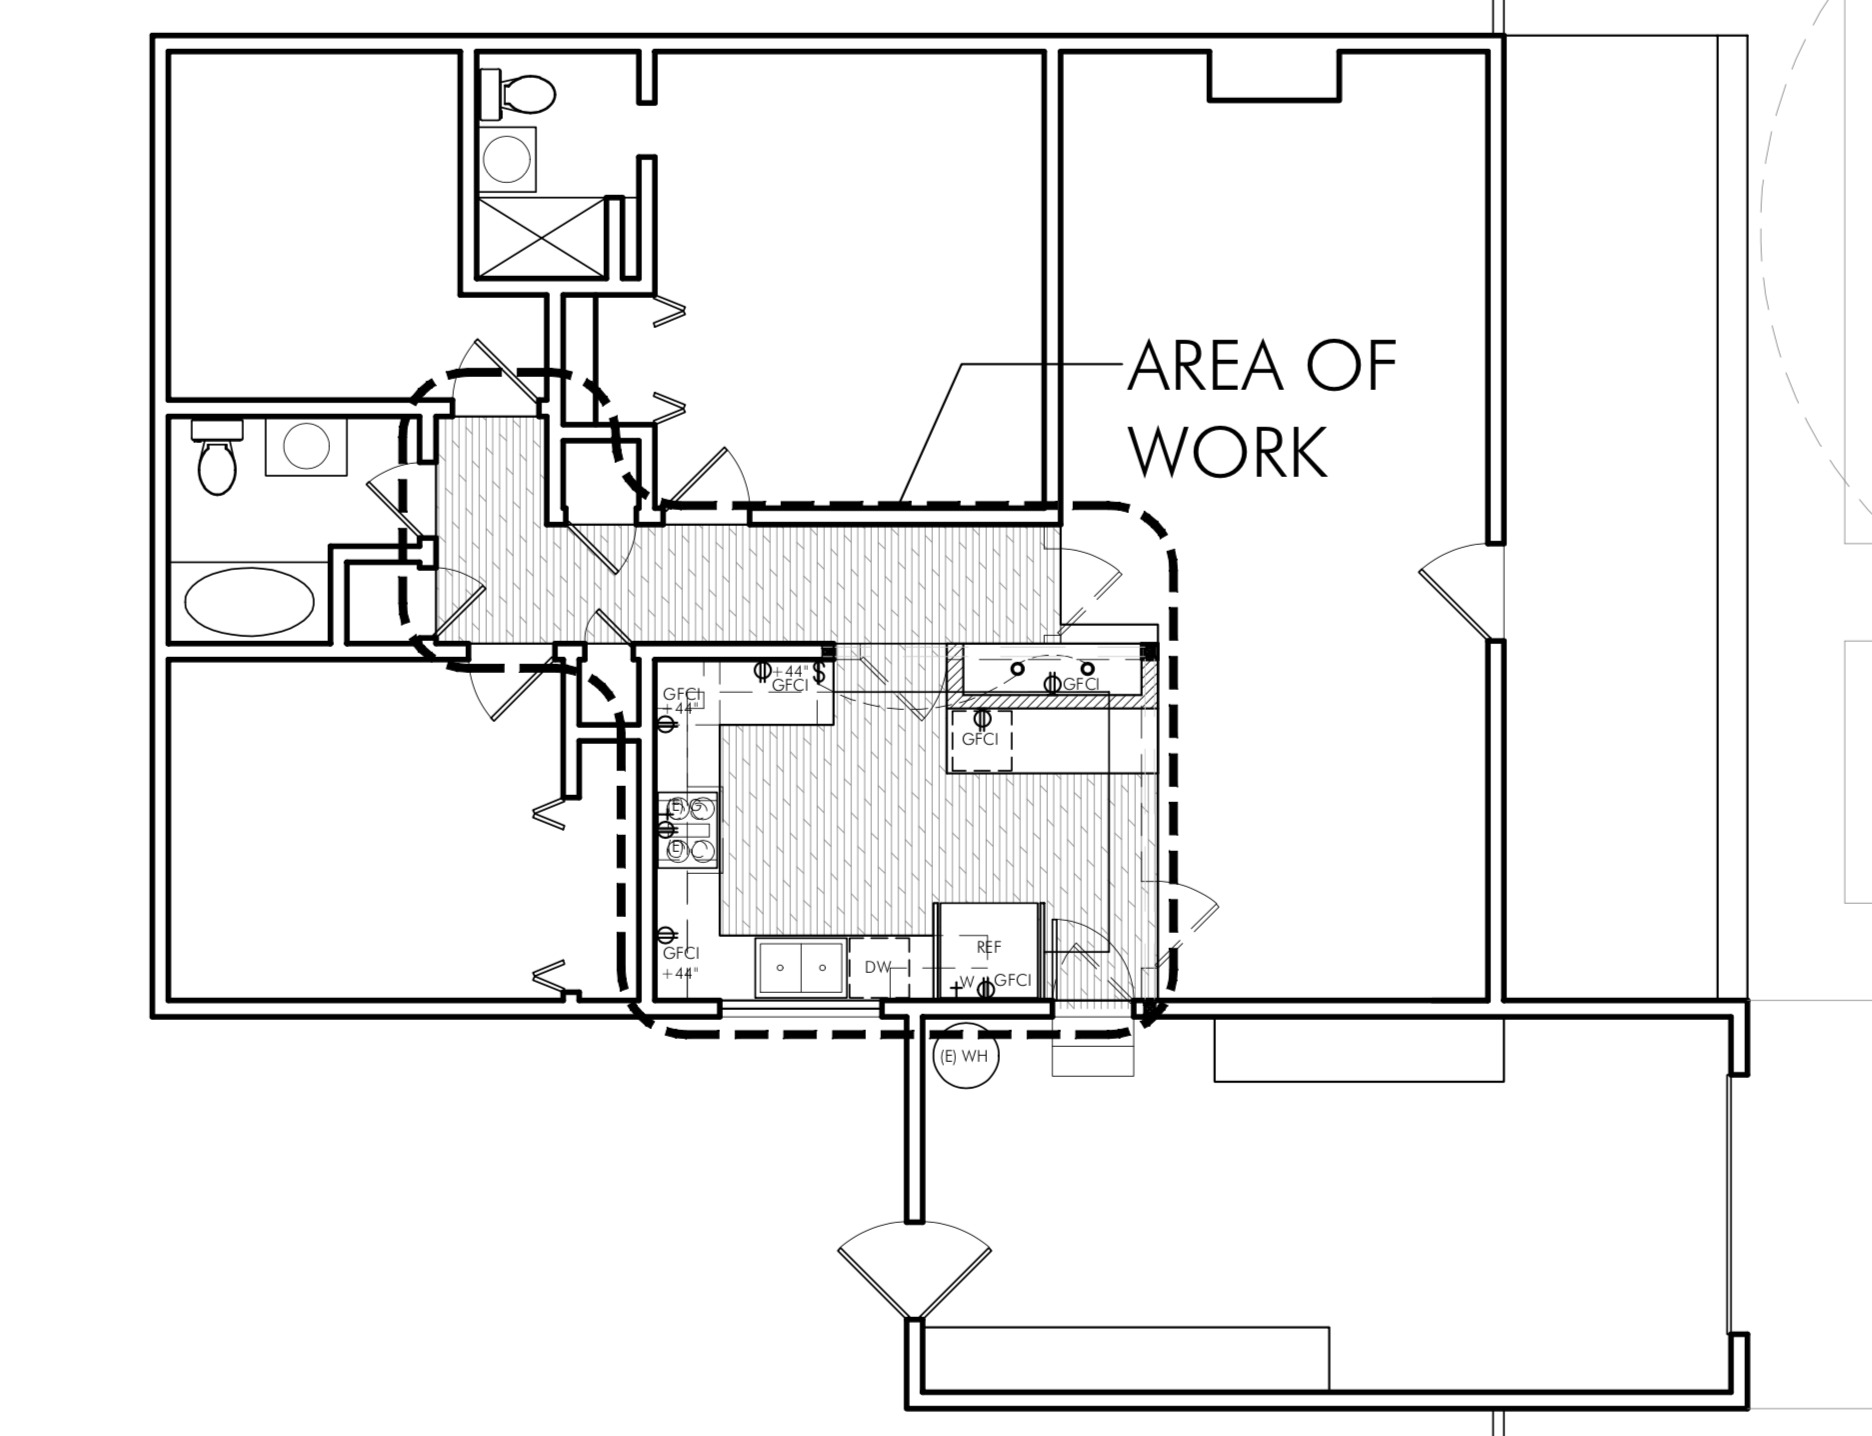 AREA OF
WORK
+44"
GFCI
GFCI
+44"
$
GFCI
GFCI
(E) G
(E)
GFCI
+44"
DW
REF
W
GFCI
(E) WH